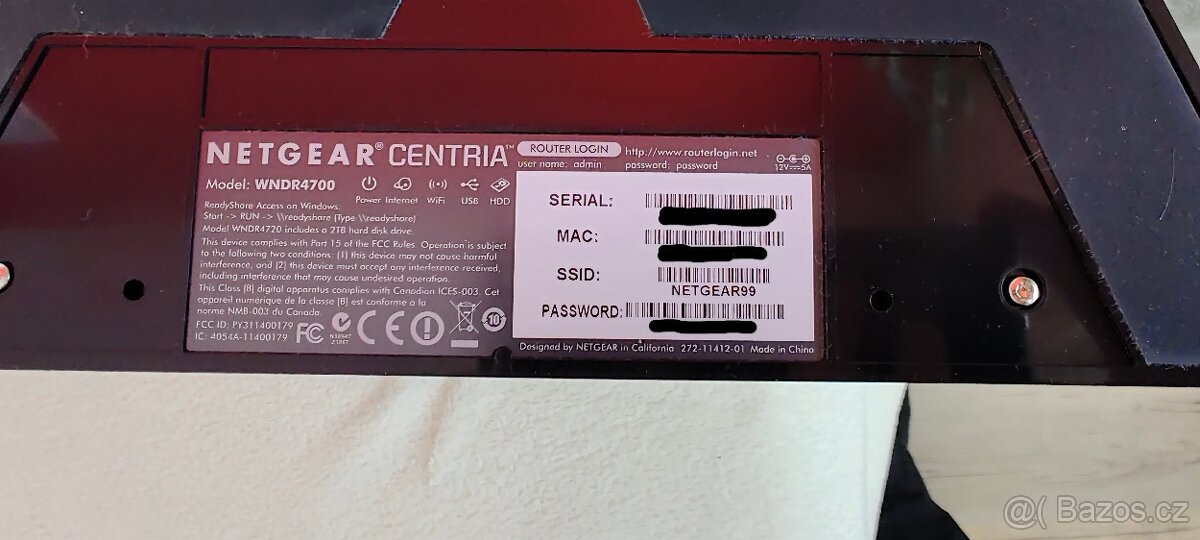 NETGEAR® CENTRIA™
Model: WNDR4700
Power Internet WiFi USB HDD
ReadyShare Access on Windows:
Start -> RUN -> \\readyshare (Type \\readyshare)
Model WNDR4720 includes a 2TB hard disk drive.
This device complies with Part 15 of the FCC Rules. Operation is subject
to the following two conditions: (1) this device may not cause harmful
interference, and (2) this device must accept any interference received,
including interference that may cause undesired operation.
This Class [B] digital apparatus complies with Canadian ICES-003. Cet
appareil numérique de la classe [B] est conforme a la
norme NMB-003 du Canada.
FCC ID: PY311400179
IC: 4054A-11400179
FC
N10947
CE
10
ROUTER LOGIN http://www.routerlogin.net
user name: admin password: password
12V 5A
SERIAL:
MAC:
SSID:
NETGEAR99
PASSWORD:
Designed by NETGEAR in California 272-11412-01 Made in China
@( Bazos.cz